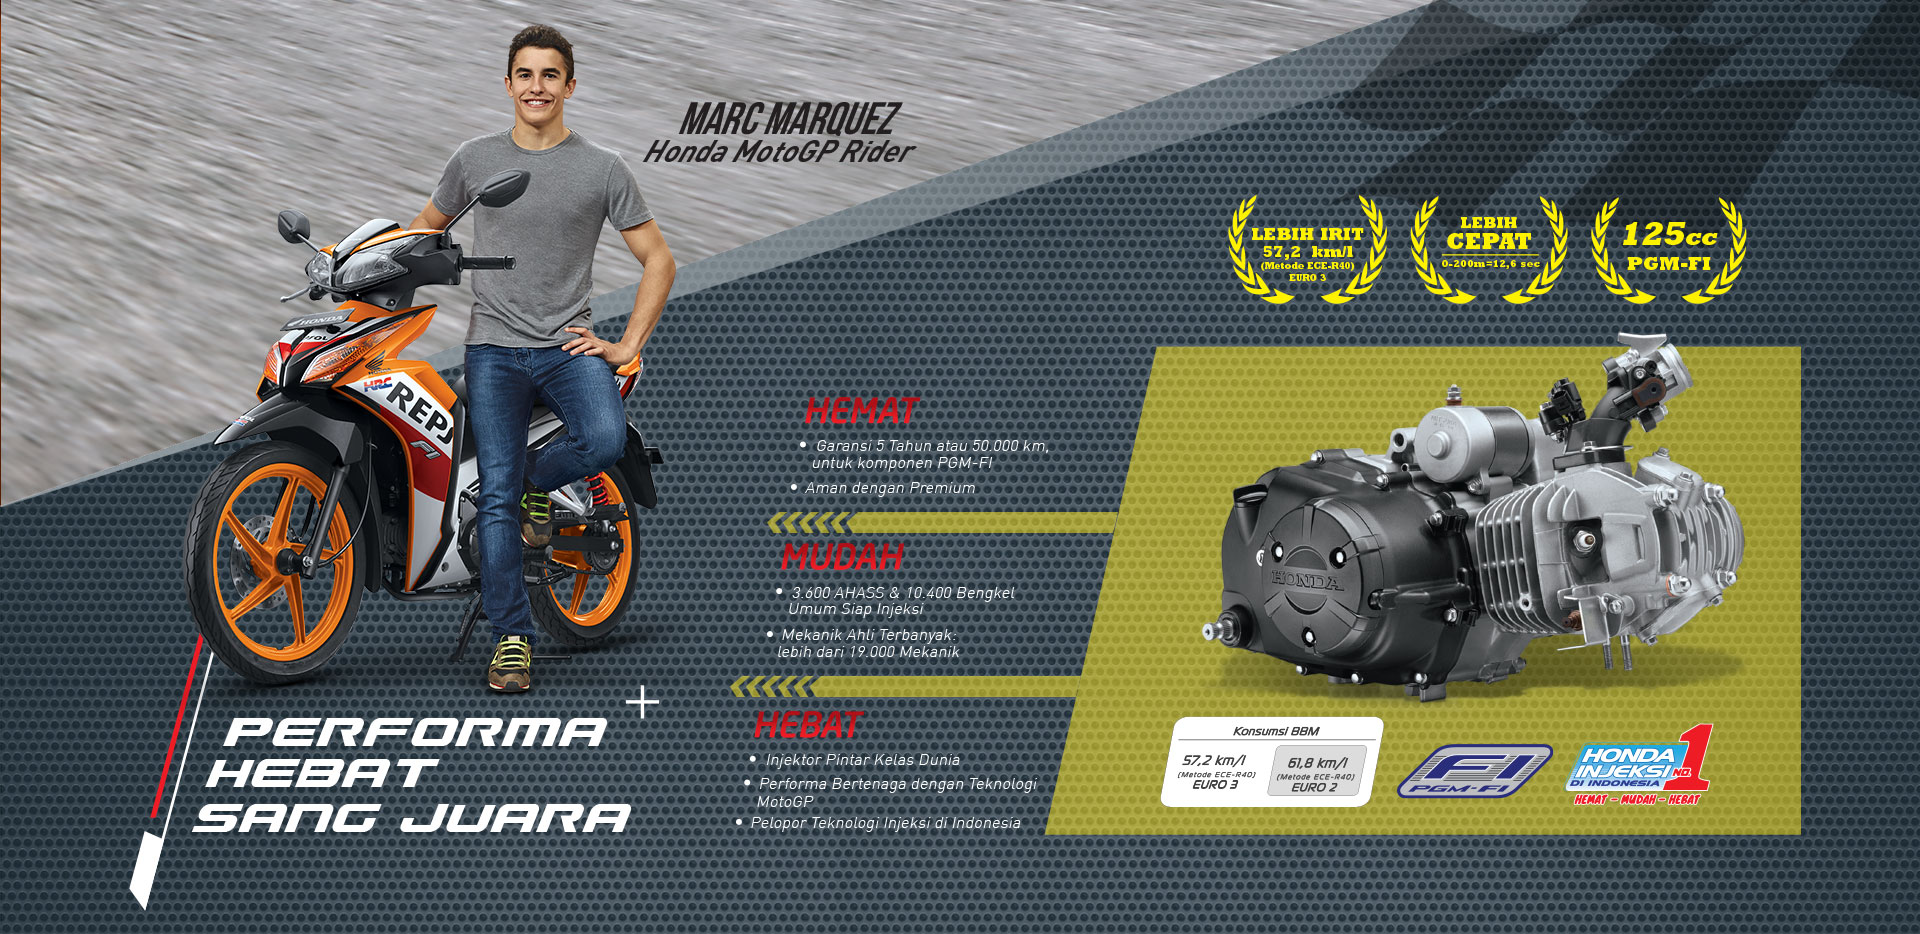 MARC MARQUEZ
Honda MotoGP Rider
LEBIH IRIT
57,2 km/l
(Metode ECE-R40)
EURO 3
LEBIH
CEPAT
0-200m=12,6 sec
125cc
PGM-FI
HONDA
HRC
REPS
FI
HEMAT
• Garansi 5 Tahun atau 50.000 km,
untuk komponen PGM-FI
• Aman dengan Premium
MUDAH
• 3.600 AHASS & 10.400 Bengkel
Umum Siap Injeksi
• Mekanik Ahli Terbanyak:
lebih dari 19.000 Mekanik
HEBAT
• Injektor Pintar Kelas Dunia
• Performa Bertenaga dengan Teknologi
MotoGP
• Pelopor Teknologi Injeksi di Indonesia
PERFORMA
HEBAT
SANG JUARA
HONDA
Konsumsi BBM
57,2 km/l
(Metode ECE-R40)
EURO 3
61,8 km/l
(Metode ECE-R40)
EURO 2
FI
PGM-FI
HONDA
INJEKSI NO.1
DI INDONESIA
HEMAT - MUDAH - HEBAT